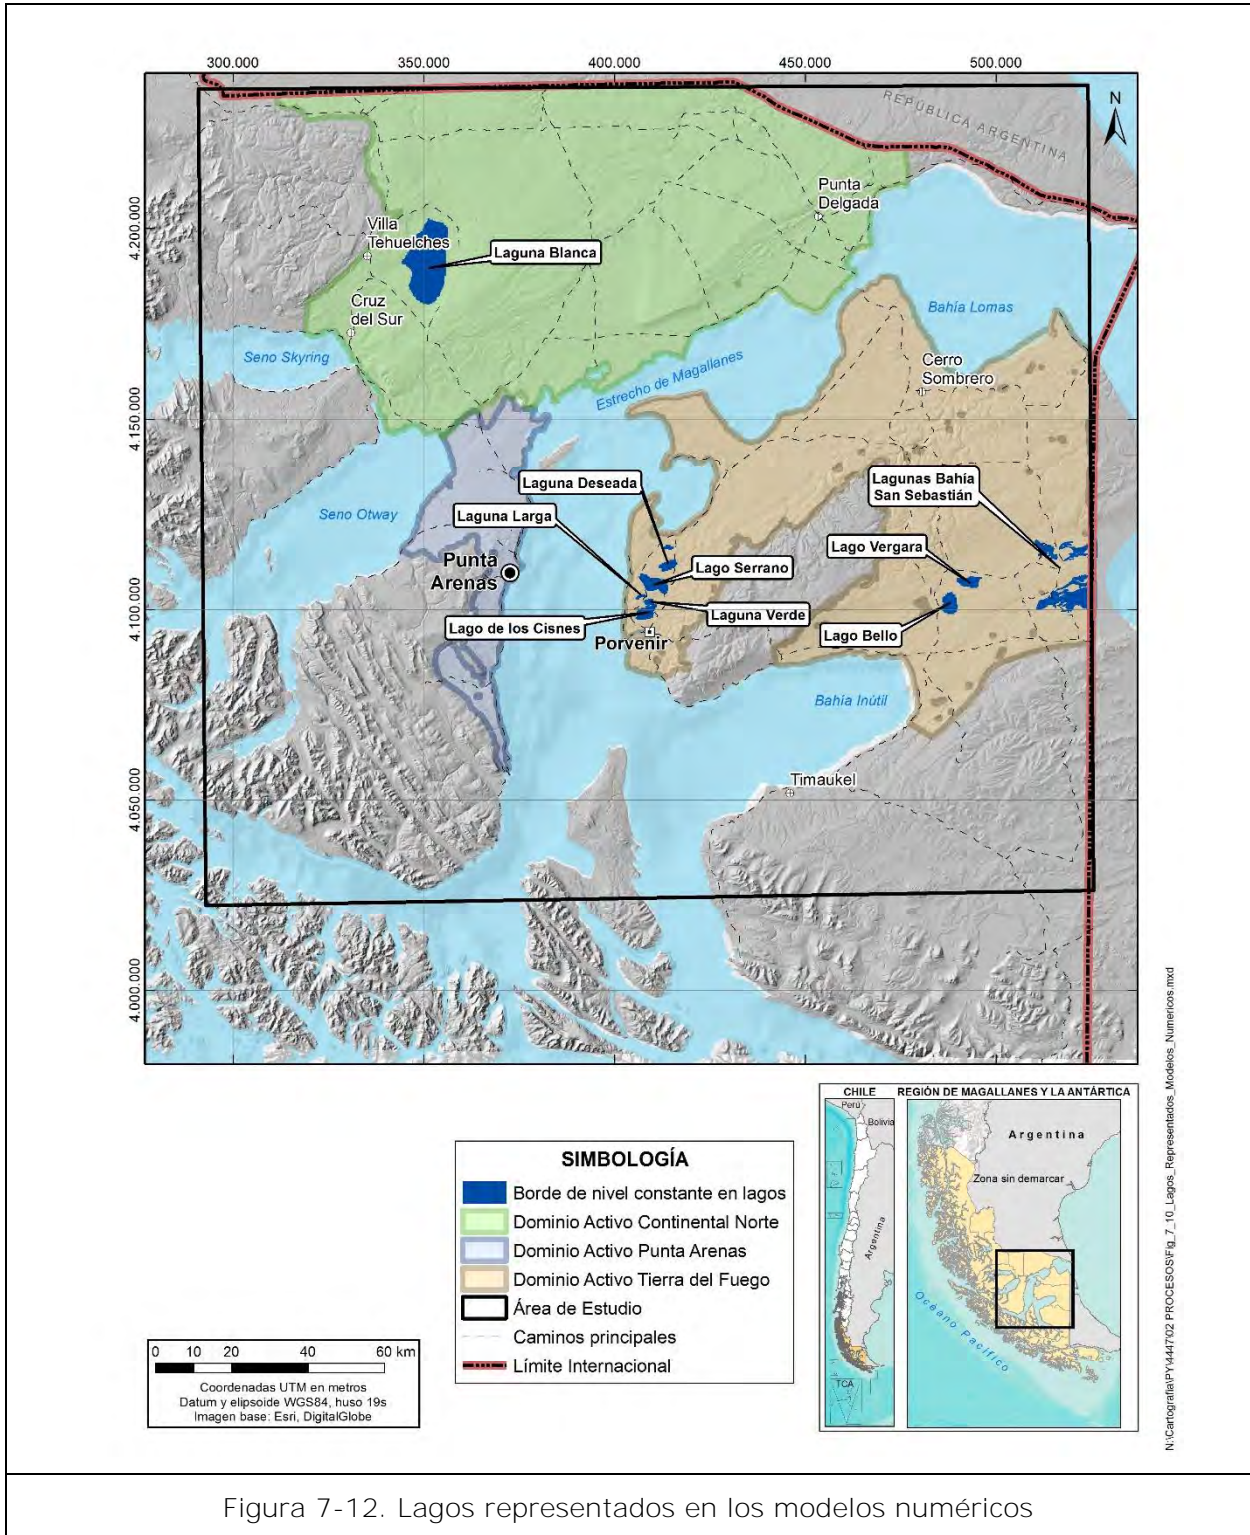 300.000
350.000
400.000
450.000
500.000
N
REPÚBLICA ARGENTINA
4.200.000
4.150.000
4.100.000
4.050.000
4.000.000
Punta
Delgada
Villa
Tehuelches
Laguna Blanca
Cruz
del Sur
Bahía Lomas
Seno Skyring
Estrecho de Magallanes
Cerro
Sombrero
Laguna Deseada
Lagunas Bahía
San Sebastián
Seno Otway
Laguna Larga
Lago Vergara
Punta
Arenas
Lago Serrano
Laguna Verde
Lago de los Cisnes
Lago Bello
Porvenir
Bahía Inútil
Timaukel
SIMBOLOGÍA
Borde de nivel constante en lagos
Dominio Activo Continental Norte
Dominio Activo Punta Arenas
Dominio Activo Tierra del Fuego
Área de Estudio
Caminos principales
Límite Internacional
0 10 20 40 60 km
Coordenadas UTM en metros
Datum y elipsoide WGS84, huso 19s
Imagen base: Esri, DigitalGlobe
CHILE
Perú
Bolivia
Argentina
TCA
REGIÓN DE MAGALLANES Y LA ANTÁRTICA
Argentina
Zona sin demarcar
Océano Pacífico
N:\Cartografia\PY\4447\02 PROCESOS\Fig_7_10_Lagos_Representados_Modelos_Numericos.mxd
Figura 7-12. Lagos representados en los modelos numéricos